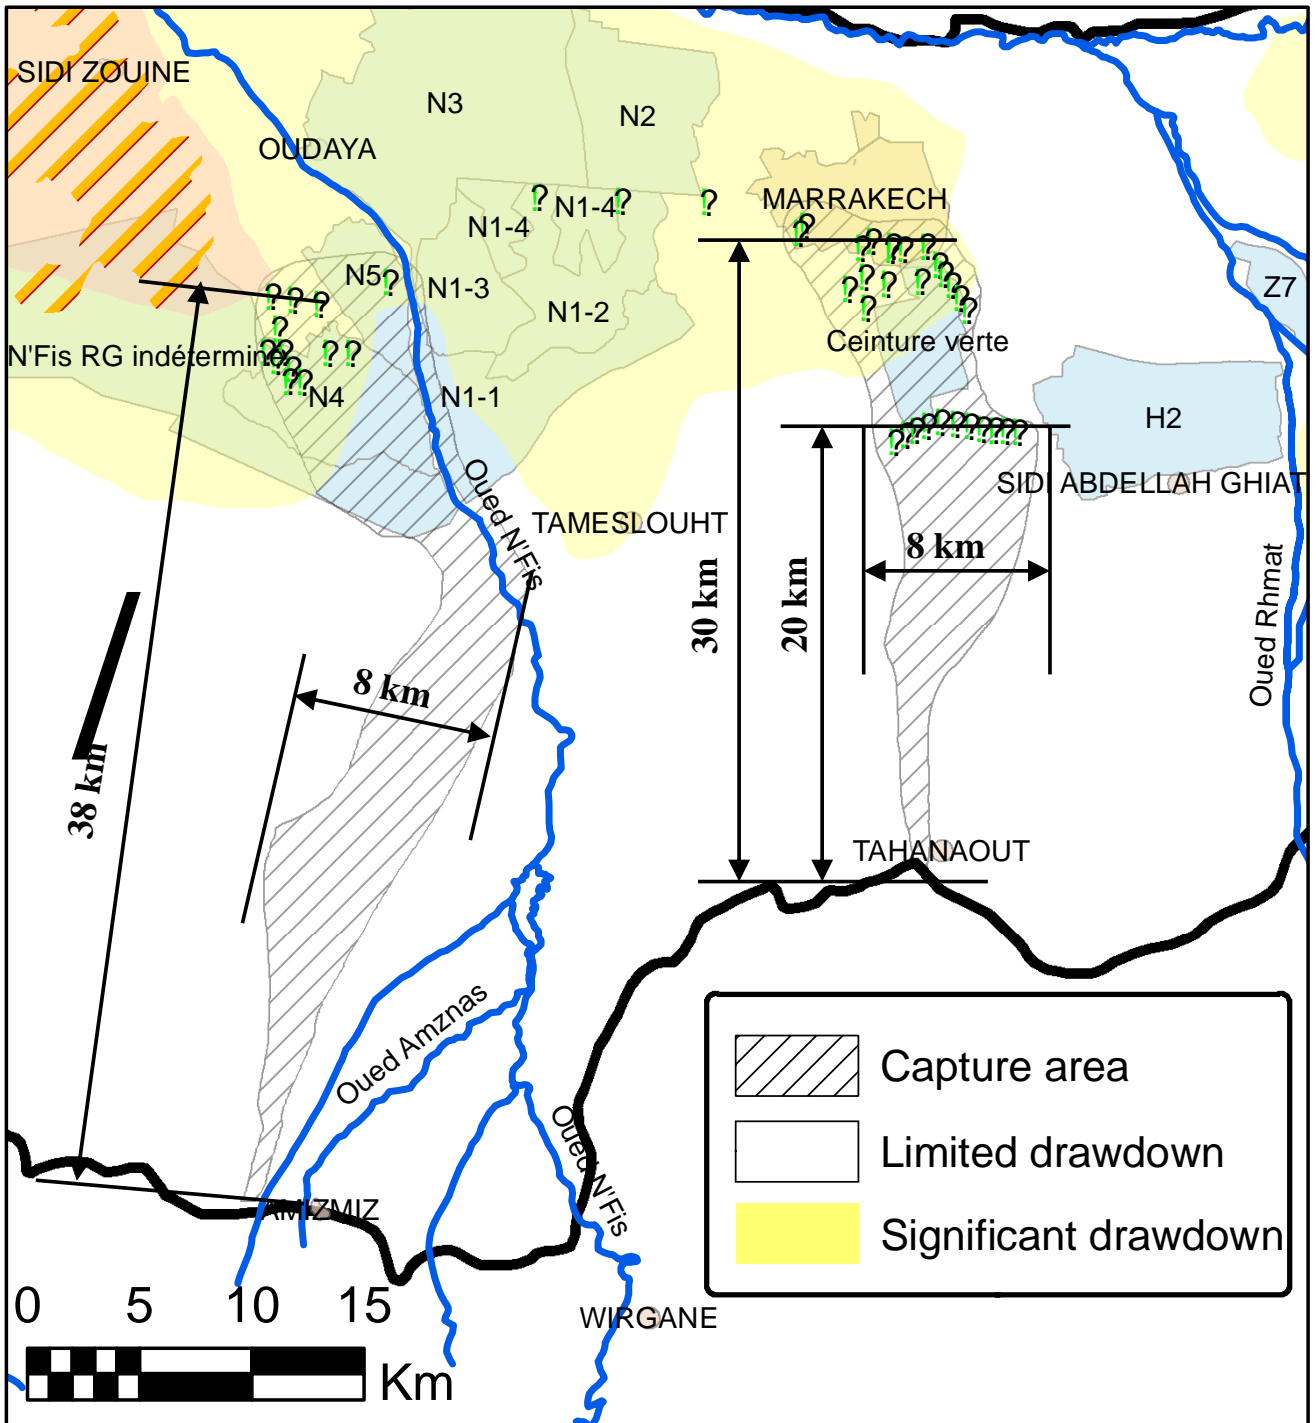 SIDI ZOUINE
N3
N2
OUDAYA
MARRAKECH
N1-4
N1-4
N5
N1-3
N1-2
Z7
N'Fis RG indéterminé
Ceinture verte
N4
N1-1
H2
Oued N'Fis
SIDI ABDELLAH GHIAT
TAMESLOUHT
8 km
30 km
20 km
Oued Rhmat
8 km
38 km
TAHANAOUT
Oued Amznas
Capture area
Limited drawdown
Significant drawdown
Oued N'Fis
AMIZMIZ
WIRGANE
0 5 10 15
Km